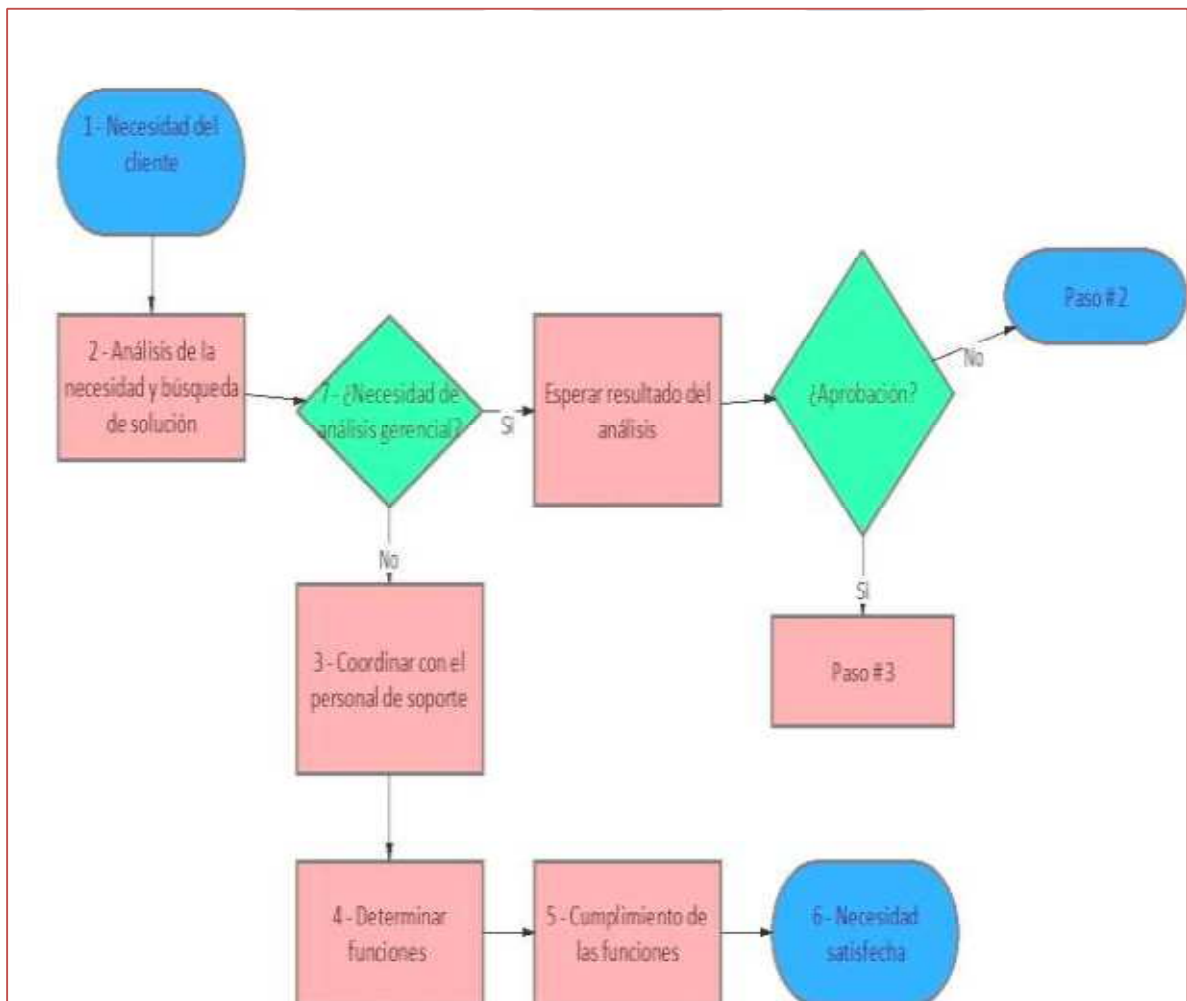 1 - Necesidad del
cliente
2 - Análisis de la
necesidad y búsqueda
de solución
7 - ¿Necesidad de
análisis gerencial?
Si
Esperar resultado del
análisis
¿Aprobación?
No
Paso #2
No
Si
3 - Coordinar con el
personal de soporte
Paso #3
4 - Determinar
funciones
5 - Cumplimiento de
las funciones
6 - Necesidad
satisfecha